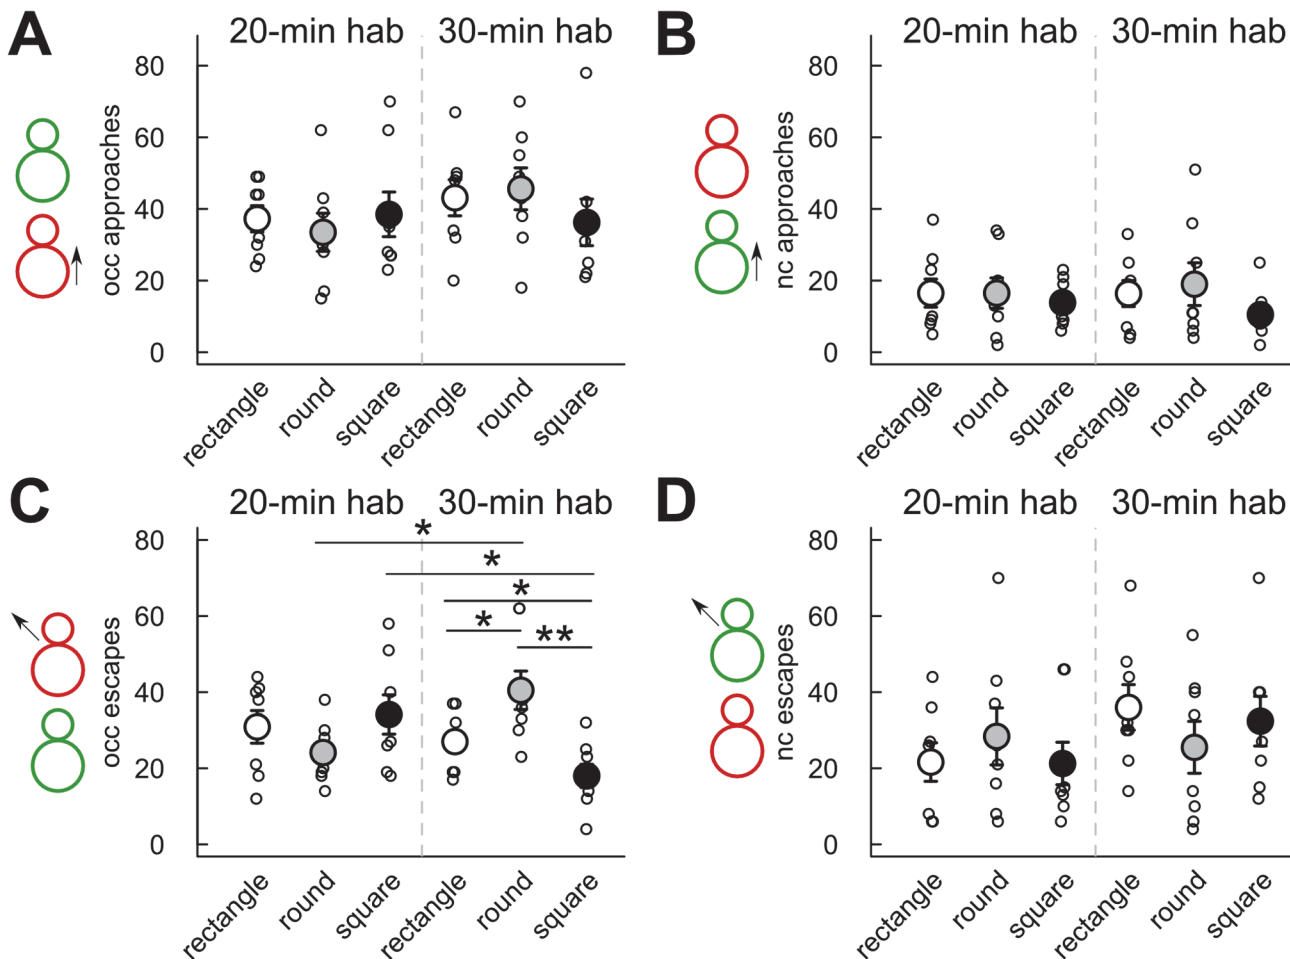 A
20-min hab 30-min hab
occ approaches
80
60
40
20
0
rectangle round square rectangle round square
B
20-min hab 30-min hab
nc approaches
80
60
40
20
0
rectangle round square rectangle round square
C
20-min hab 30-min hab
occ escapes
80
60
40
20
0
*
*
*
*
**
rectangle round square rectangle round square
D
20-min hab 30-min hab
nc escapes
80
60
40
20
0
rectangle round square rectangle round square